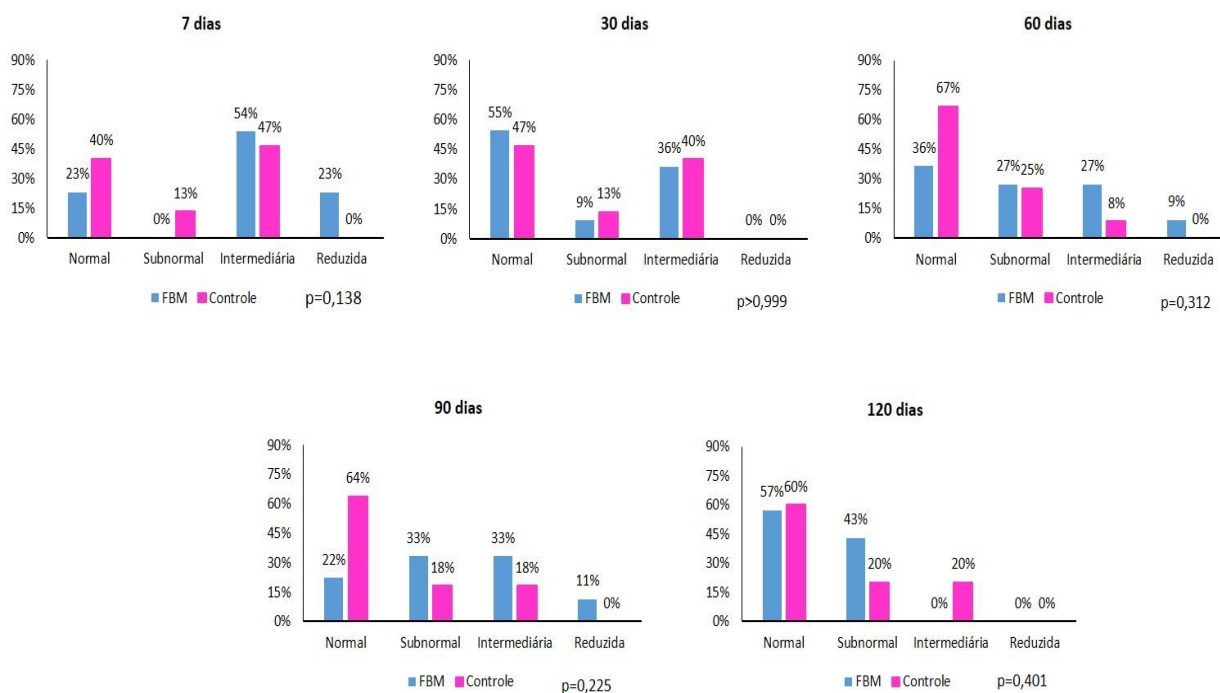 7 dias
90%
75%
60%
45%
30%
15%
0%
23% 40% 0% 13% 54% 47% 23% 0%
Normal Subnormal Intermediária Reduzida
FBM Controle p=0,138
30 dias
90%
75%
60%
45%
30%
15%
0%
55% 47% 9% 13% 36% 40% 0% 0%
Normal Subnormal Intermediária Reduzida
FBM Controle p>0,999
60 dias
90%
75%
60%
45%
30%
15%
0%
36% 67% 27% 25% 27% 8% 9% 0%
Normal Subnormal Intermediária Reduzida
FBM Controle p=0,312
90 dias
90%
75%
60%
45%
30%
15%
0%
22% 64% 33% 18% 33% 18% 11% 0%
Normal Subnormal Intermediária Reduzida
FBM Controle p=0,225
120 dias
90%
75%
60%
45%
30%
15%
0%
57% 60% 43% 20% 0% 20% 0% 0%
Normal Subnormal Intermediária Reduzida
FBM Controle p=0,401